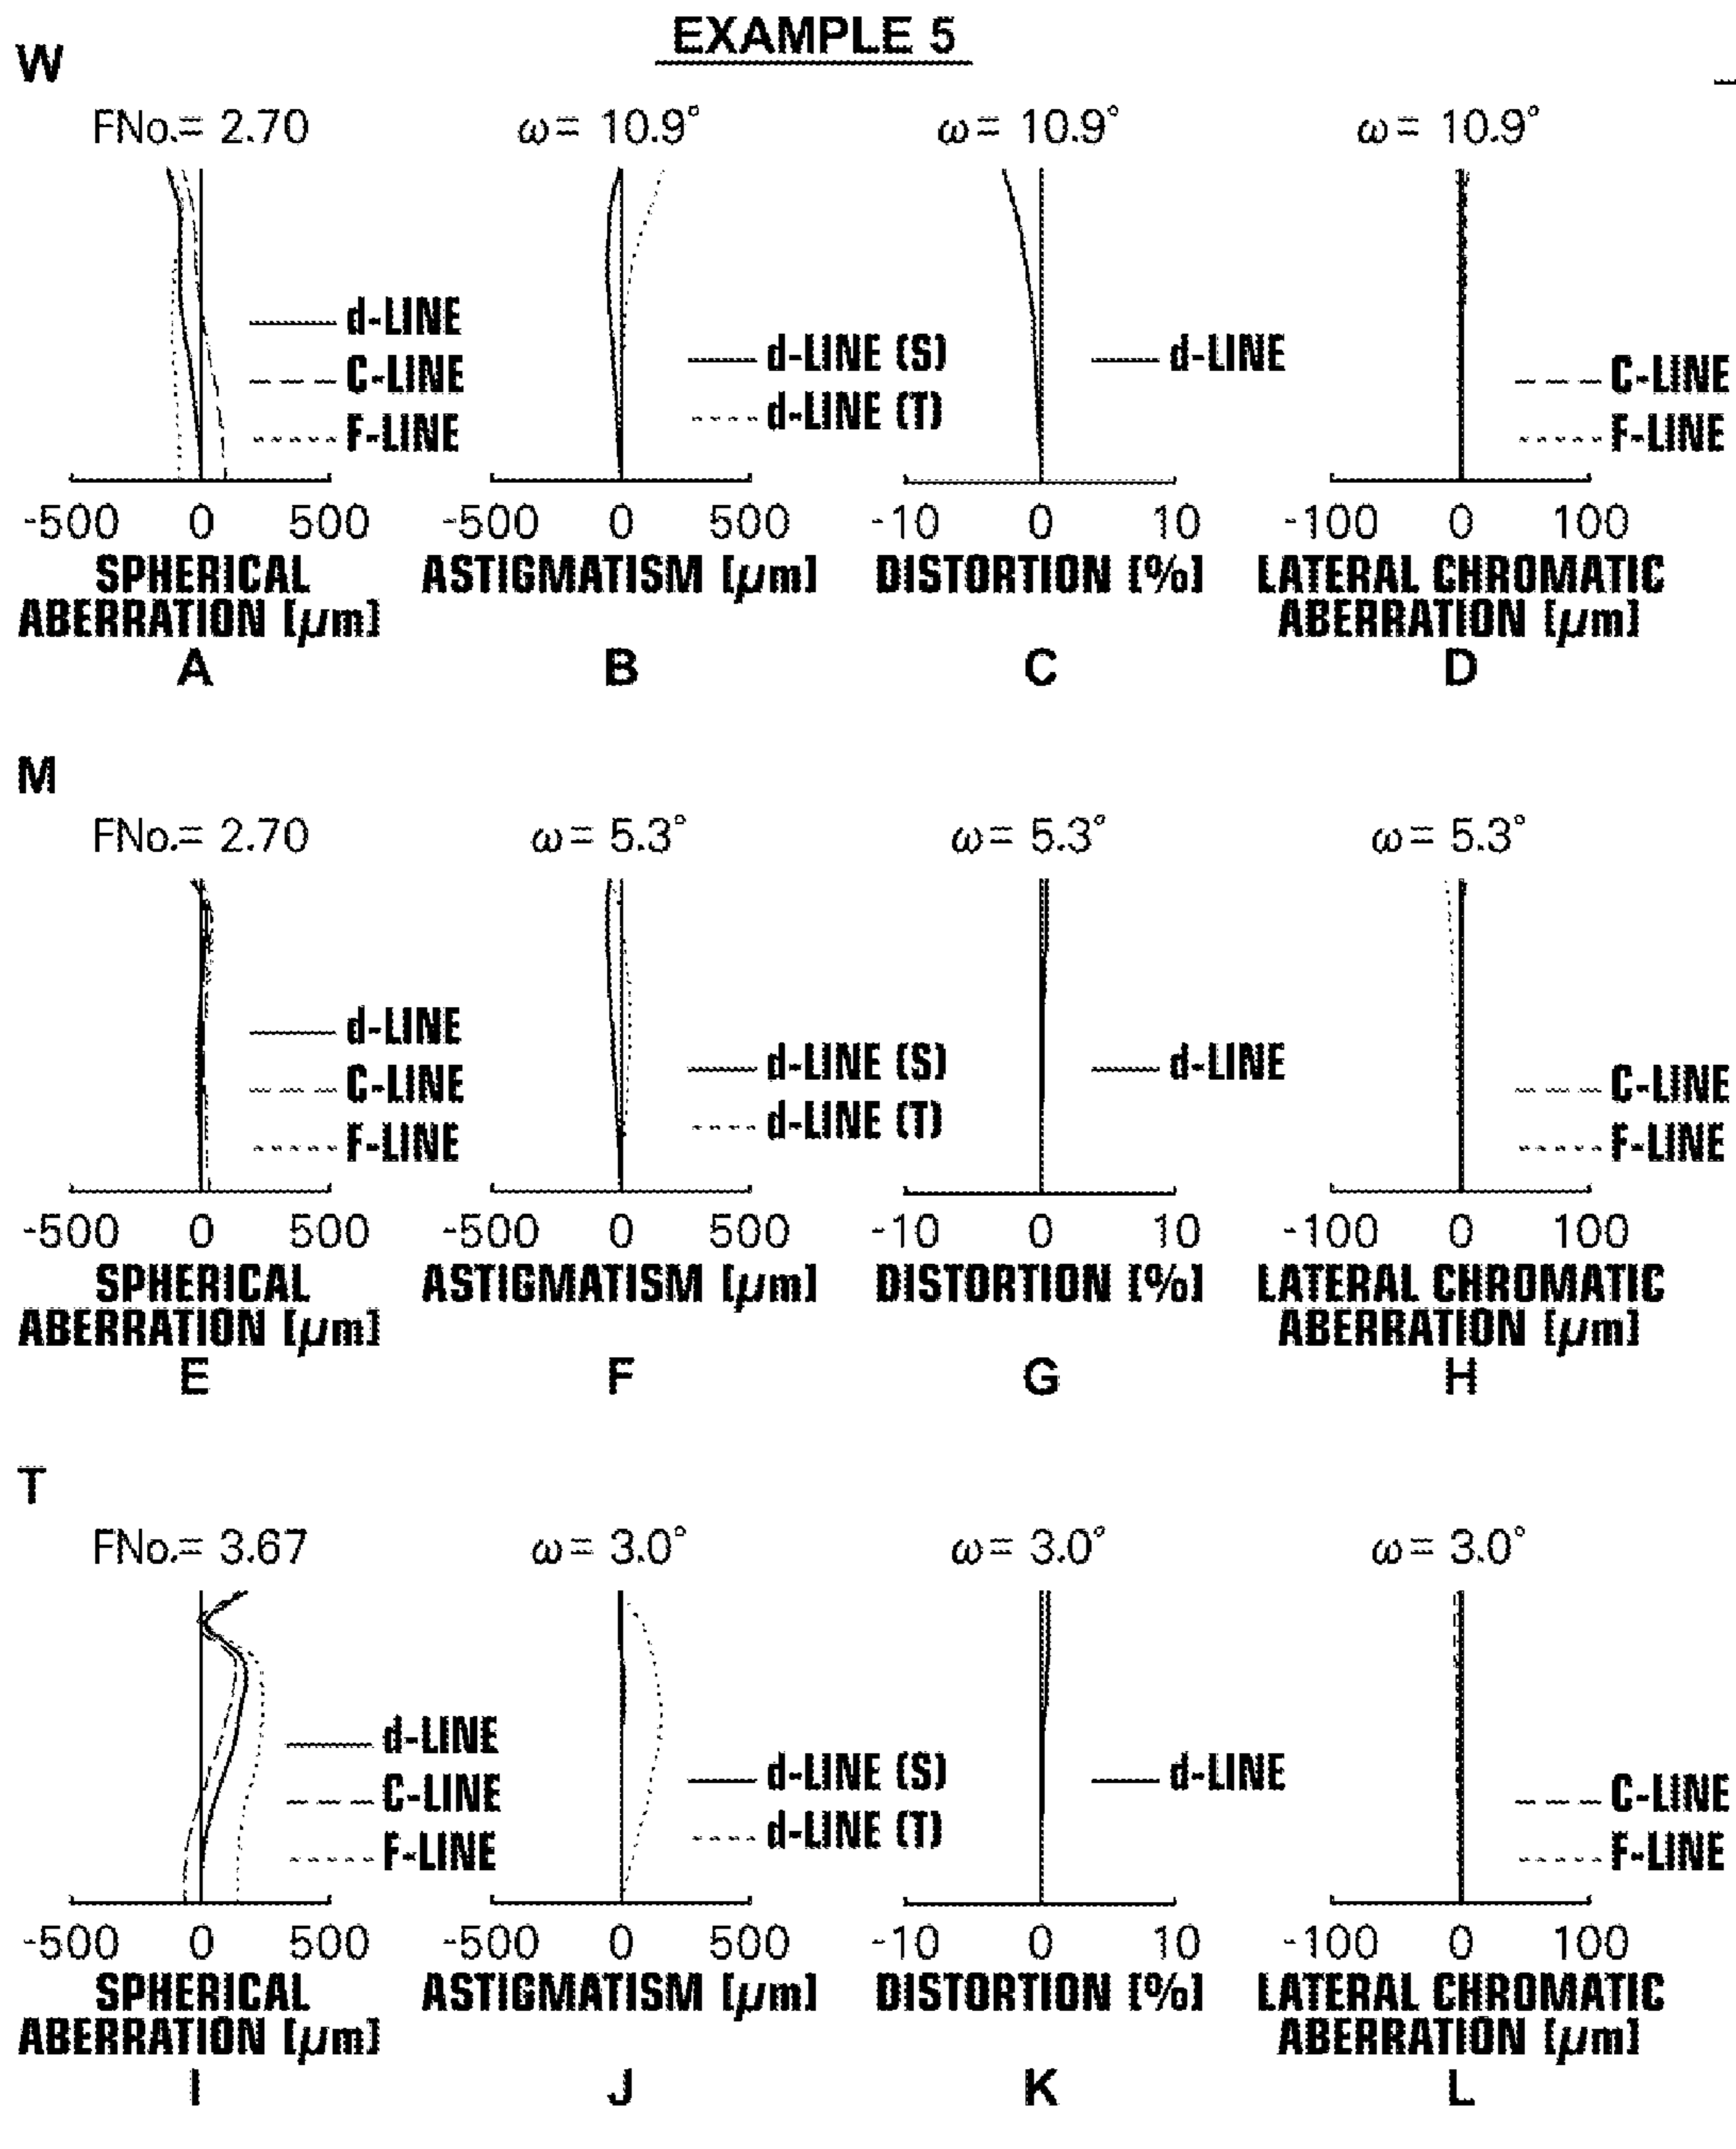 EXAMPLE 5
W
FNo.= 2.70
ω= 10.9°
ω= 10.9°
ω= 10.9°
d-LINE
C-LINE
F-LINE
d-LINE (S)
d-LINE (T)
d-LINE
C-LINE
F-LINE
-500 0 500
-500 0 500
-10 0 10
-100 0 100
SPHERICAL
ABERRATION [μm]
ASTIGMATISM [μm]
DISTORTION [%]
LATERAL CHROMATIC
ABERRATION [μm]
A
B
C
D
M
FNo.= 2.70
ω= 5.3°
ω= 5.3°
ω= 5.3°
d-LINE
C-LINE
F-LINE
d-LINE (S)
d-LINE (T)
d-LINE
C-LINE
F-LINE
-500 0 500
-500 0 500
-10 0 10
-100 0 100
SPHERICAL
ABERRATION [μm]
ASTIGMATISM [μm]
DISTORTION [%]
LATERAL CHROMATIC
ABERRATION [μm]
E
F
G
H
T
FNo.= 3.67
ω= 3.0°
ω= 3.0°
ω= 3.0°
d-LINE
C-LINE
F-LINE
d-LINE (S)
d-LINE (T)
d-LINE
C-LINE
F-LINE
-500 0 500
-500 0 500
-10 0 10
-100 0 100
SPHERICAL
ABERRATION [μm]
ASTIGMATISM [μm]
DISTORTION [%]
LATERAL CHROMATIC
ABERRATION [μm]
I
J
K
L